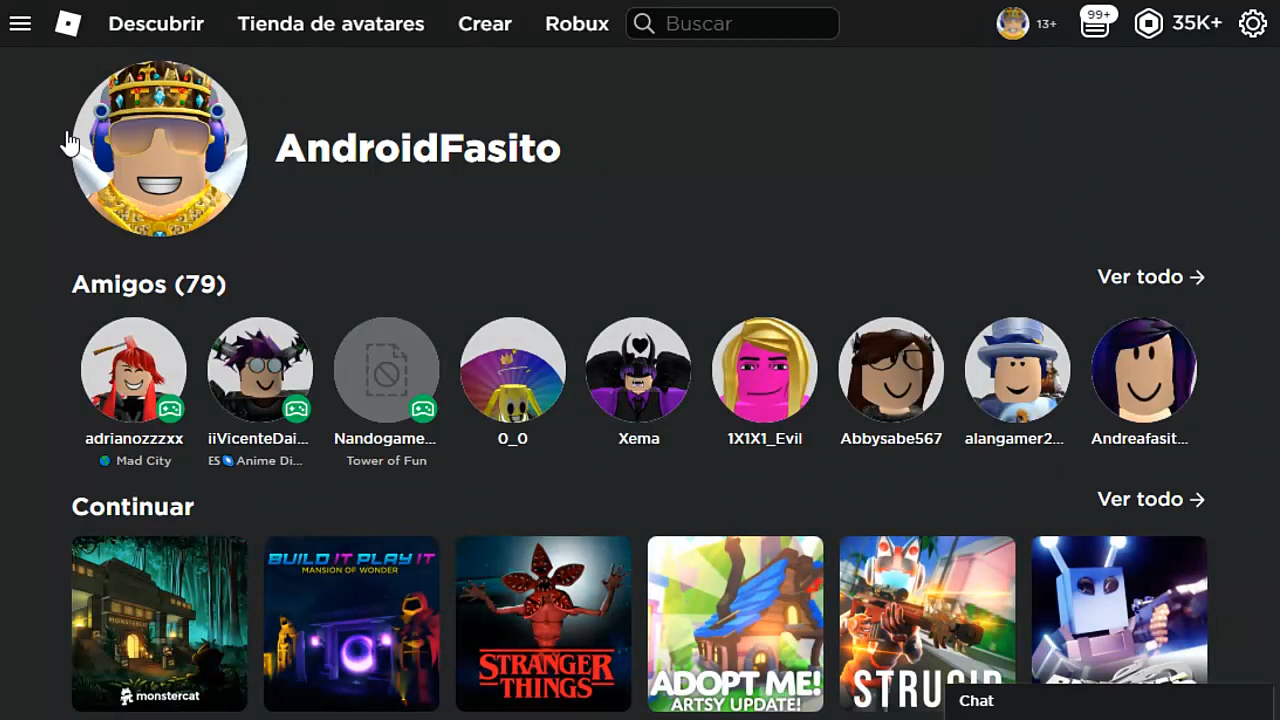 Descubrir Tienda de avatares Crear Robux Buscar 13+ 99+ 35K+
AndroidFasito
Amigos (79) Ver todo →
adrianozzzxx iiVicenteDai... Nandogame... 0_0 Xema 1X1X1_Evil Abbysabe567 alangamer2... Andreafasit...
Mad City ES Anime Di... Tower of Fun
Continuar Ver todo →
monstercat
BUILD IT PLAY IT
MANSION OF WONDER
STRANGER
THINGS
ADOPT ME!
ARTSY UPDATE!
Chat